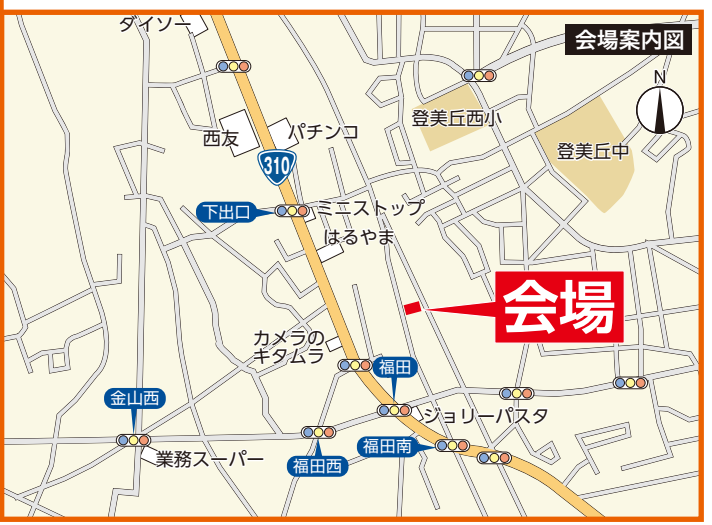 ダイソー
会場案内図
N
登美丘西小
西友
パチンコ
登美丘中
310
下出口
ミニストップ
はるやま
会場
カメラの
キタムラ
福田
金山西
ジョリーパスタ
福田南
業務スーパー
福田西